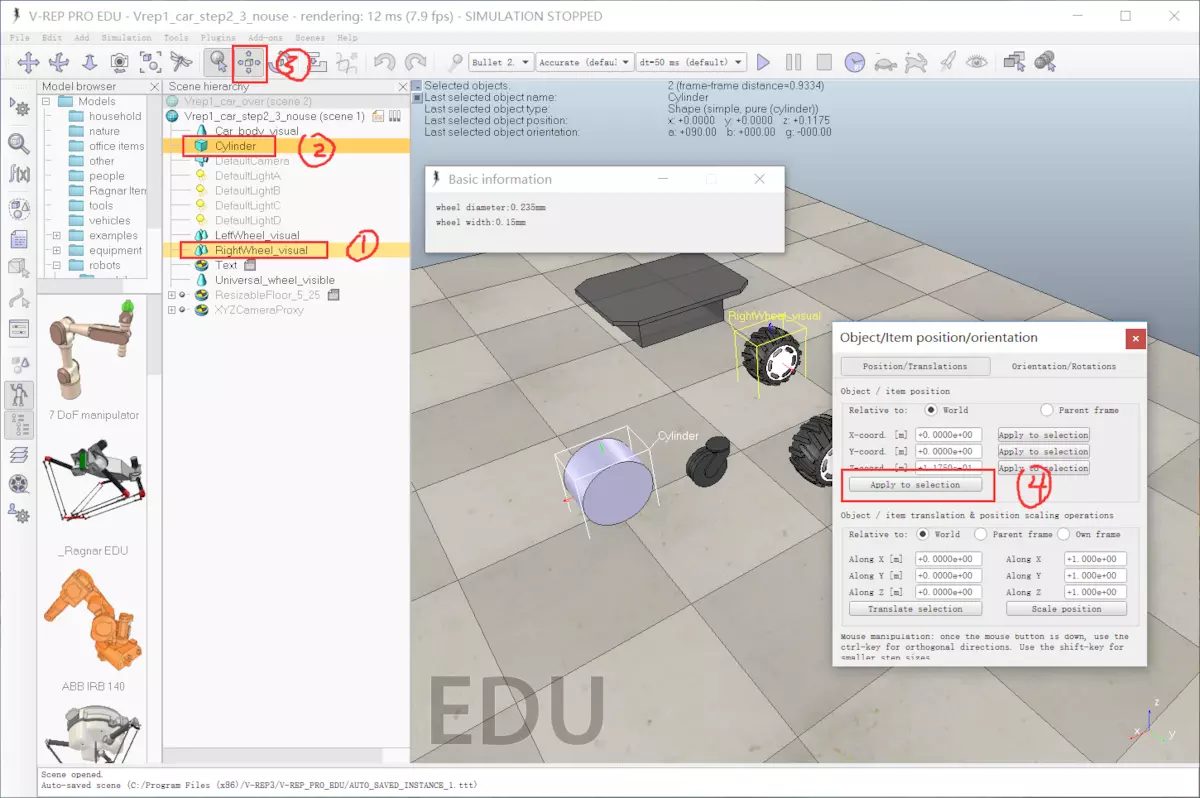 V-REP PRO EDU - Vrep1_car_step2_3_nouse - rendering: 12 ms (7.9 fps) - SIMULATION STOPPED
File Edit Add Simulation Tools Plugins Add-ons Scenes Help
3
Bullet 2. Accurate (defau) dt=50 ms (default)
Model browser
Models
household
nature
office items
other
people
Ragnar Iten
tools
vehicles
examples
equipment
robots
7 DoF manipulator
_Ragnar EDU
ABB IRB 140
Scene hierarchy
Vrep1_car_over (scene 2)
Vrep1_car_step2_3_nouse (scene 1)
Car_body_visual
Cylinder
2
DefaultCamera
DefaultLightA
DefaultLightB
DefaultLightC
DefaultLightD
LeftWheel_visual
RightWheel_visual
1
Text
Universal_wheel_visible
ResizableFloor_5_25
XYZCameraProxy
Selected objects: 2 (frame-frame distance=0.9334)
Last selected object name: Cylinder
Last selected object type: Shape (simple, pure (cylinder))
Last selected object position: x: +0.0000 y: +0.0000 z: +0.1175
Last selected object orientation: a: +090.00 b: +000.00 g: -000.00
Basic information
wheel diameter:0.235mm
wheel width:0.15mm
RightWheel_visual
Cylinder
EDU
Object/Item position/orientation
Position/Translations Orientation/Rotations
Object / item position
Relative to: World Parent frame
X-coord. [m] +0.0000e+00 Apply to selection
Y-coord. [m] +0.0000e+00 Apply to selection
Z-coord. [m] +1.1750e-01 Apply to selection
Apply to selection
4
Object / item translation & position scaling operations
Relative to: World Parent frame Own frame
Along X [m] +0.0000e+00 Along X +1.000e+00
Along Y [m] +0.0000e+00 Along Y +1.000e+00
Along Z [m] +0.0000e+00 Along Z +1.000e+00
Translate selection Scale position
Mouse manipulation: once the mouse button is down, use the
ctrl-key for orthogonal directions. Use the shift-key for
smaller step sizes.
z
x
y
Scene opened.
Auto-saved scene (C:/Program Files (x86)/V-REP3/V-REP_PRO_EDU/AUTO_SAVED_INSTANCE_1.ttt)